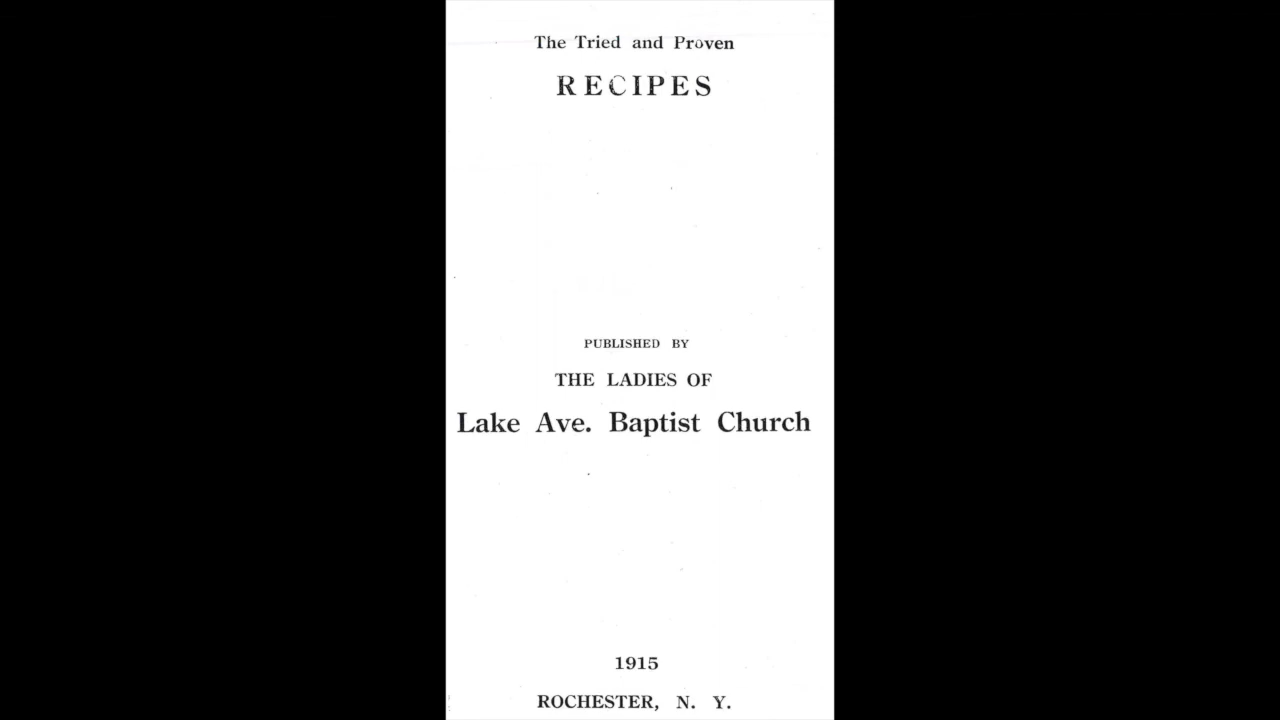 The Tried and Proven
RECIPES
PUBLISHED BY
THE LADIES OF
Lake Ave. Baptist Church
1915
ROCHESTER, N. Y.